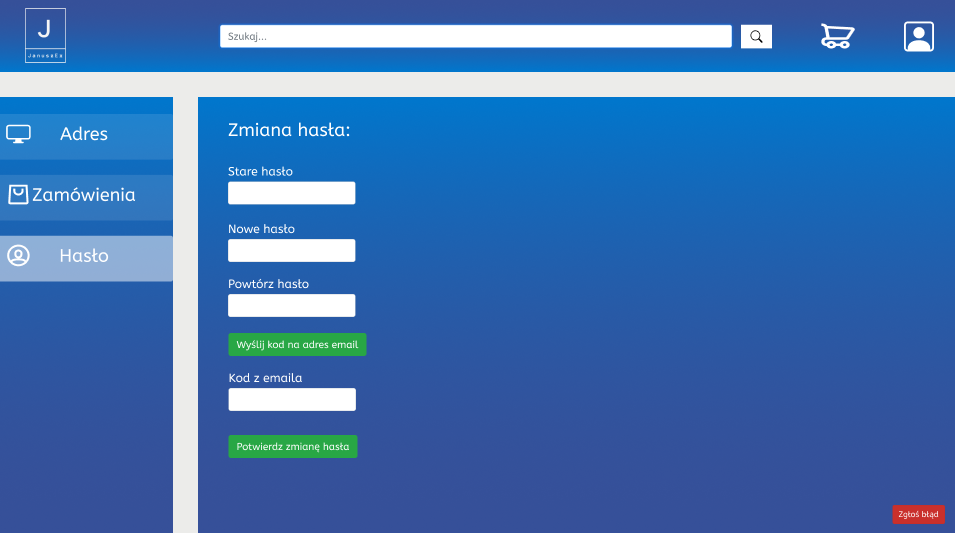 J
JanuszEx
Szukaj...
Adres
Zamówienia
Hasło
Zmiana hasła:
Stare hasło
Nowe hasło
Powtórz hasło
Wyślij kod na adres email
Kod z emaila
Potwierdz zmianę hasła
Zgłoś błąd